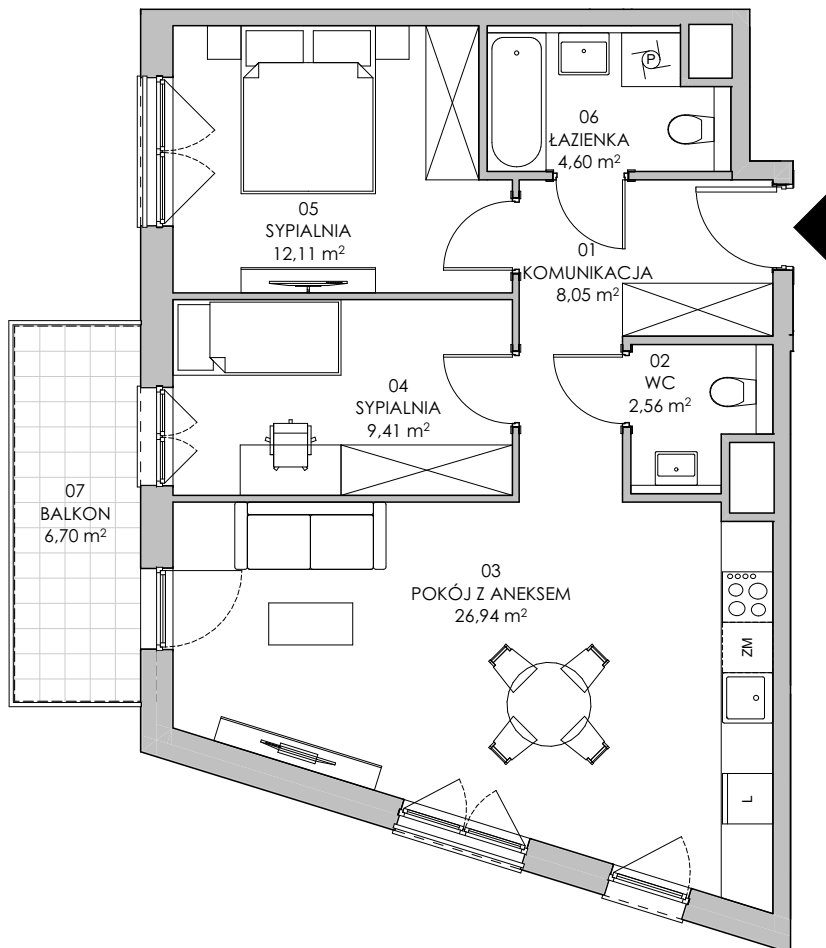 P
06
ŁAZIENKA
4,60 m²
05
SYPIALNIA
12,11 m²
01
KOMUNIKACJA
8,05 m²
02
WC
2,56 m²
04
SYPIALNIA
9,41 m²
07
BALKON
6,70 m²
03
POKÓJ Z ANEKSEM
26,94 m²
ZM
L